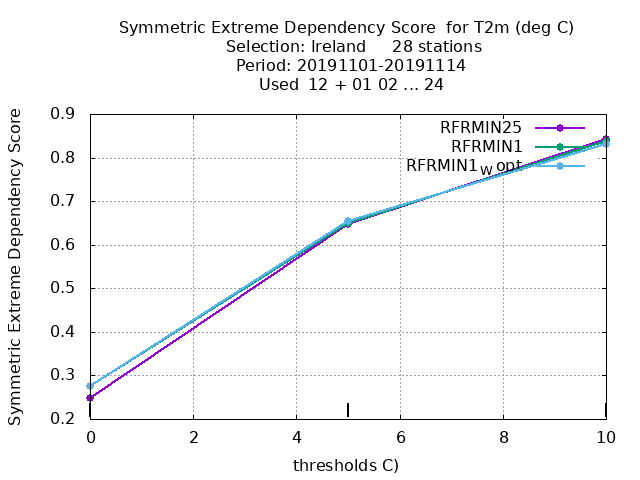 Symmetric Extreme Dependency Score  for T2m (deg C)
Selection: Ireland     28 stations
Period: 20191101-20191114
Used  12 + 01 02 ... 24
Symmetric Extreme Dependency Score
0.9
0.8
0.7
0.6
0.5
0.4
0.3
0.2
RFRMIN25
RFRMIN1
RFRMIN1W opt
0 2 4 6 8 10
thresholds C)